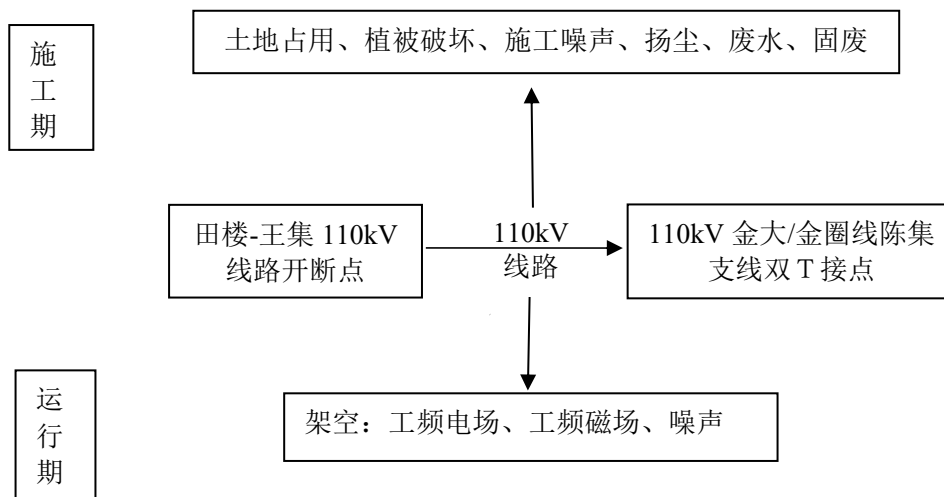 施
工
期
土地占用、植被破坏、施工噪声、扬尘、废水、固废
田楼-王集 110kV
线路开断点
110kV
线路
110kV 金大/金圈线陈集
支线双 T 接点
运
行
期
架空：工频电场、工频磁场、噪声